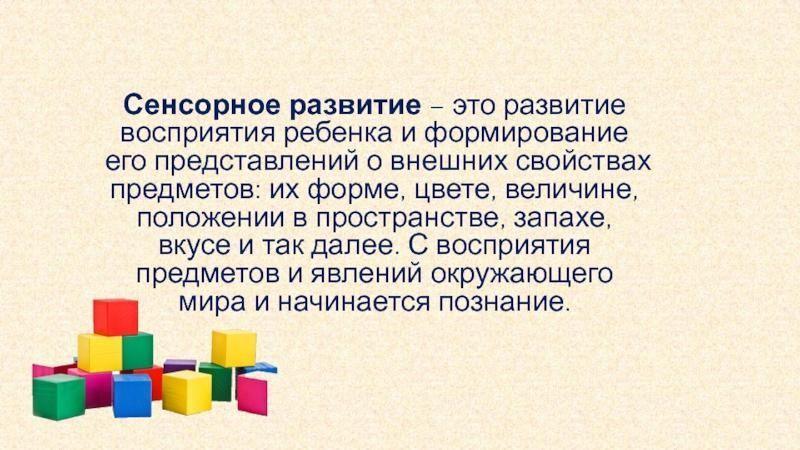 Сенсорное развитие – это развитие
восприятия ребенка и формирование
его представлений о внешних свойствах
предметов: их форме, цвете, величине,
положении в пространстве, запахе,
вкусе и так далее. С восприятия
предметов и явлений окружающего
мира и начинается познание.